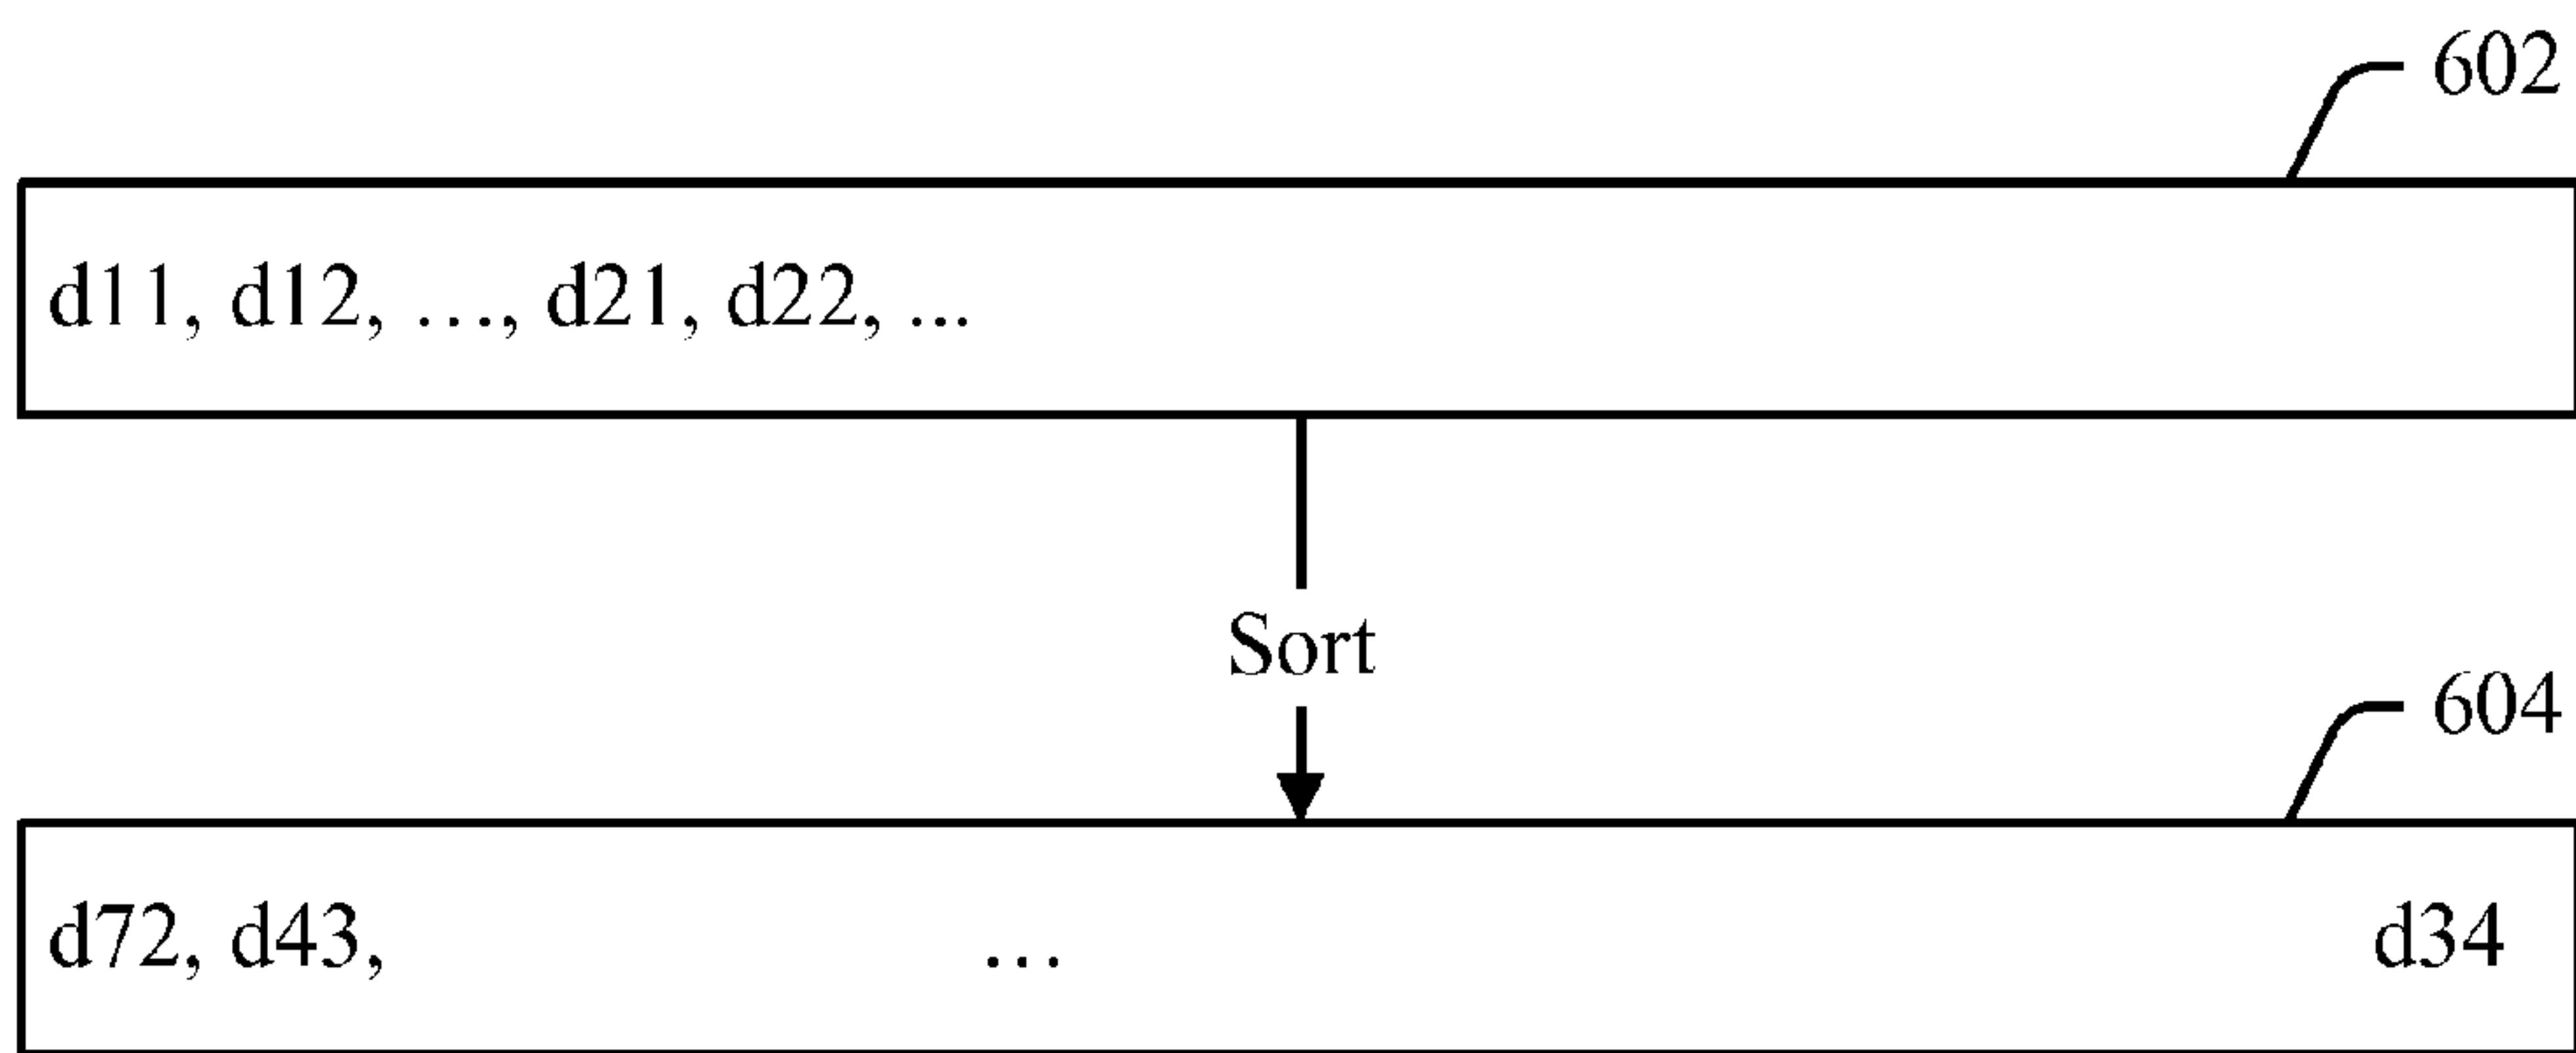 602
d11, d12, ..., d21, d22, ...
Sort
604
d72, d43, ... d34